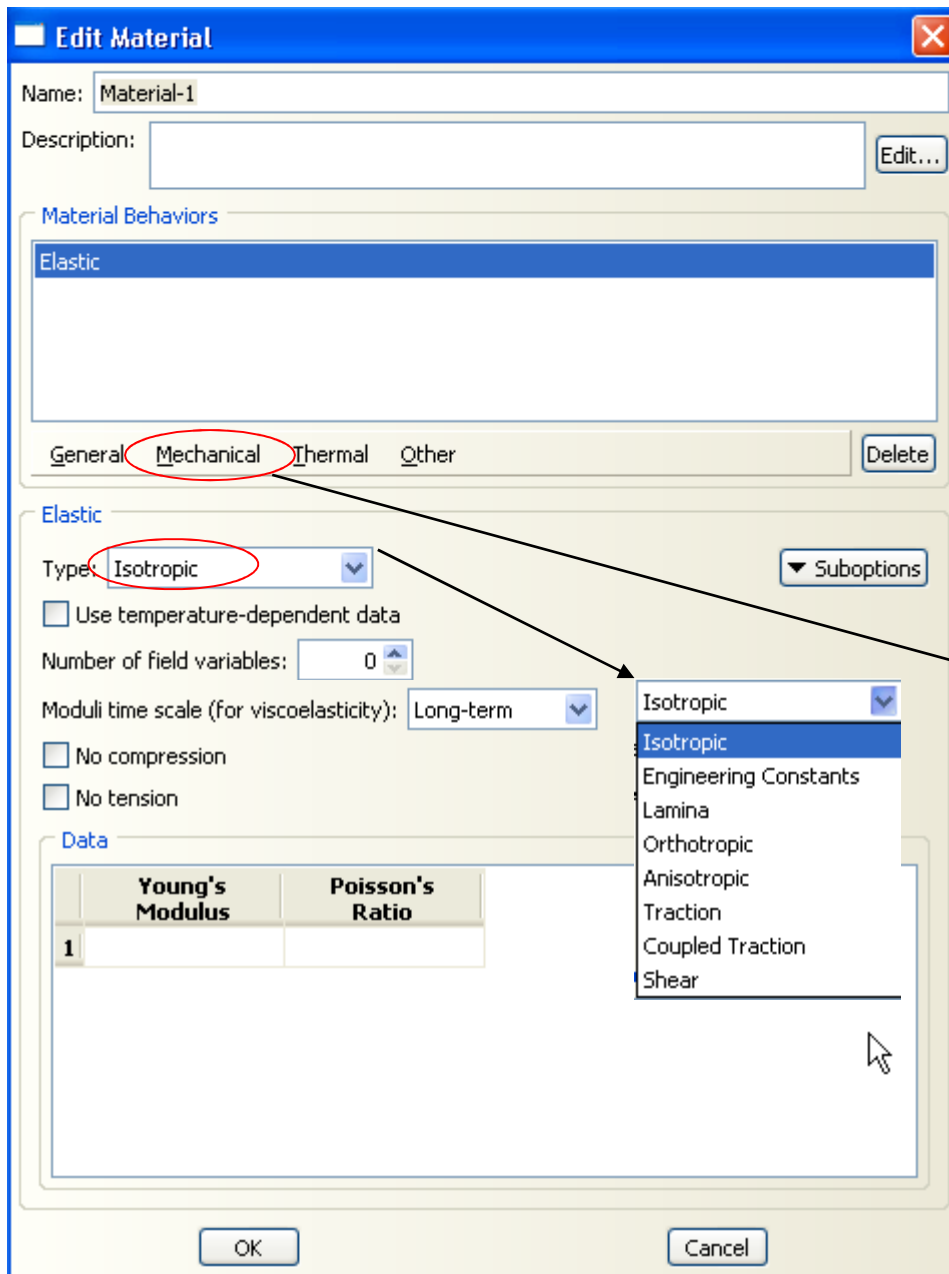 Edit Material
Name: Material-1
Description:
Edit...
Material Behaviors
Elastic
General Mechanical Thermal Other
Delete
Elastic
Type: Isotropic
Suboptions
Use temperature-dependent data
Number of field variables: 0
Moduli time scale (for viscoelasticity): Long-term
No compression
No tension
Data
Young's Modulus
Poisson's Ratio
1
Isotropic
Isotropic
Engineering Constants
Lamina
Orthotropic
Anisotropic
Traction
Coupled Traction
Shear
OK
Cancel